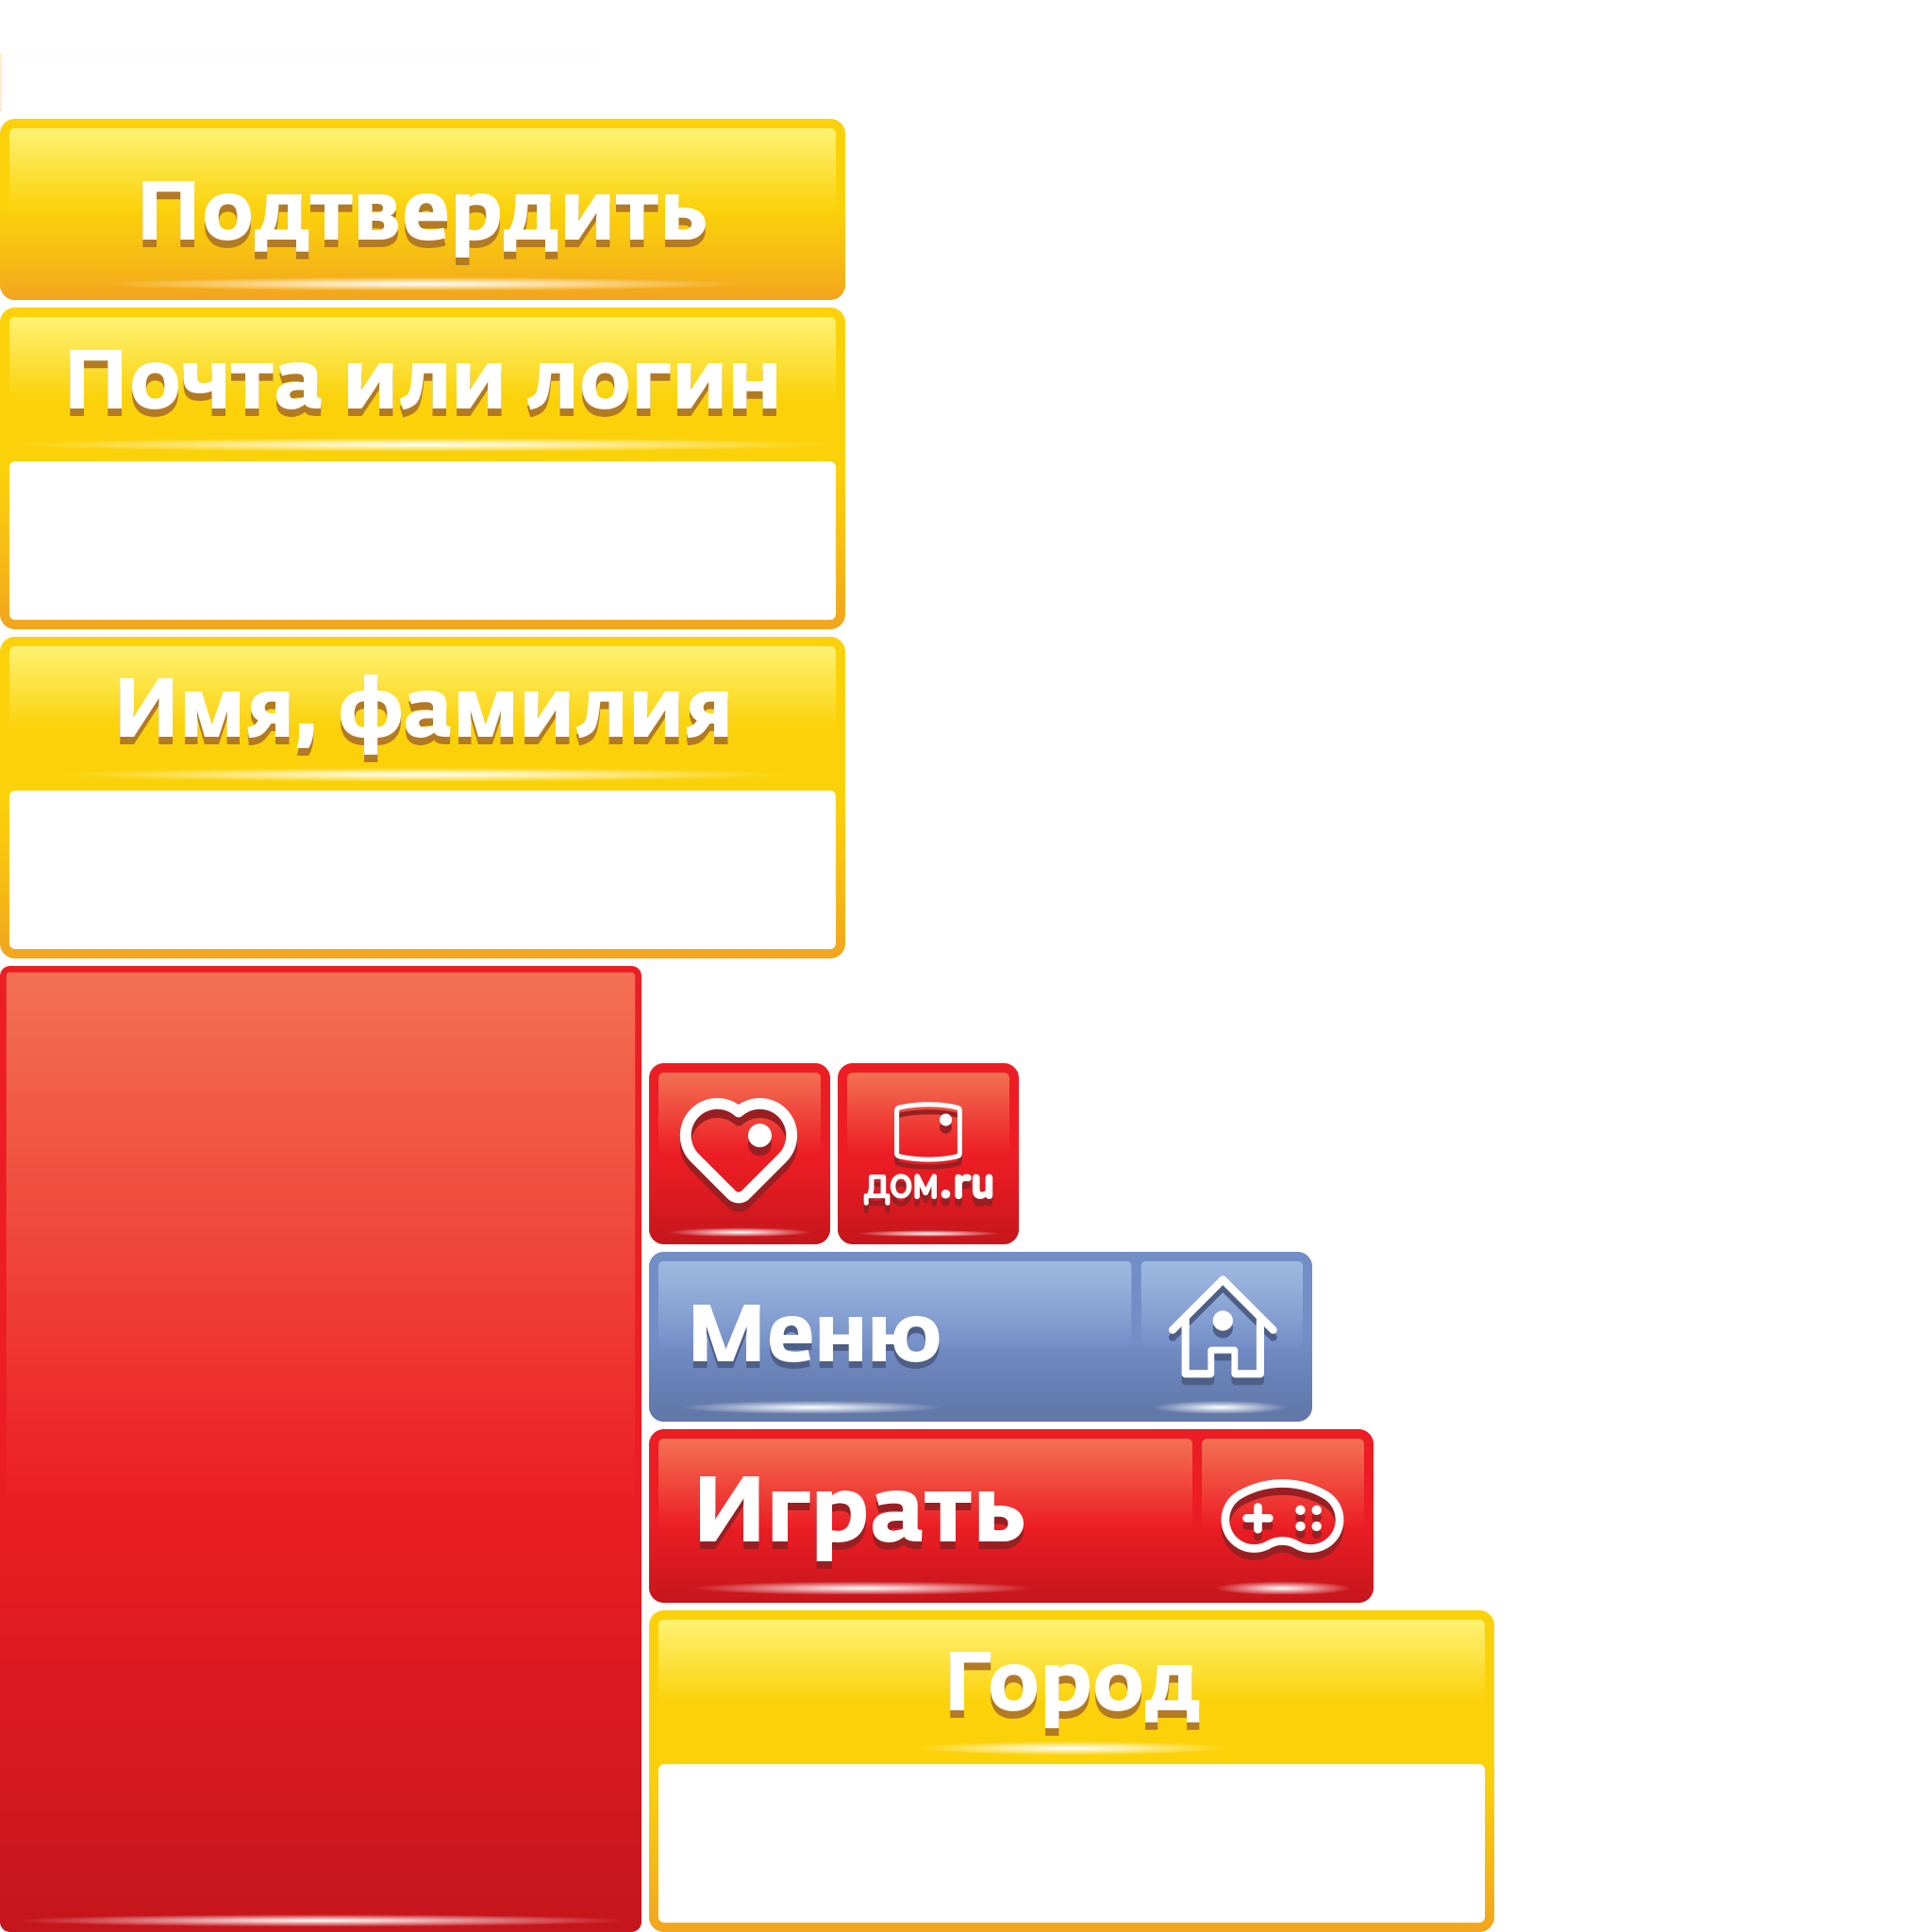 Подтвердить
Почта или логин
Имя, фамилия
дом.ru
Меню
Играть
Город